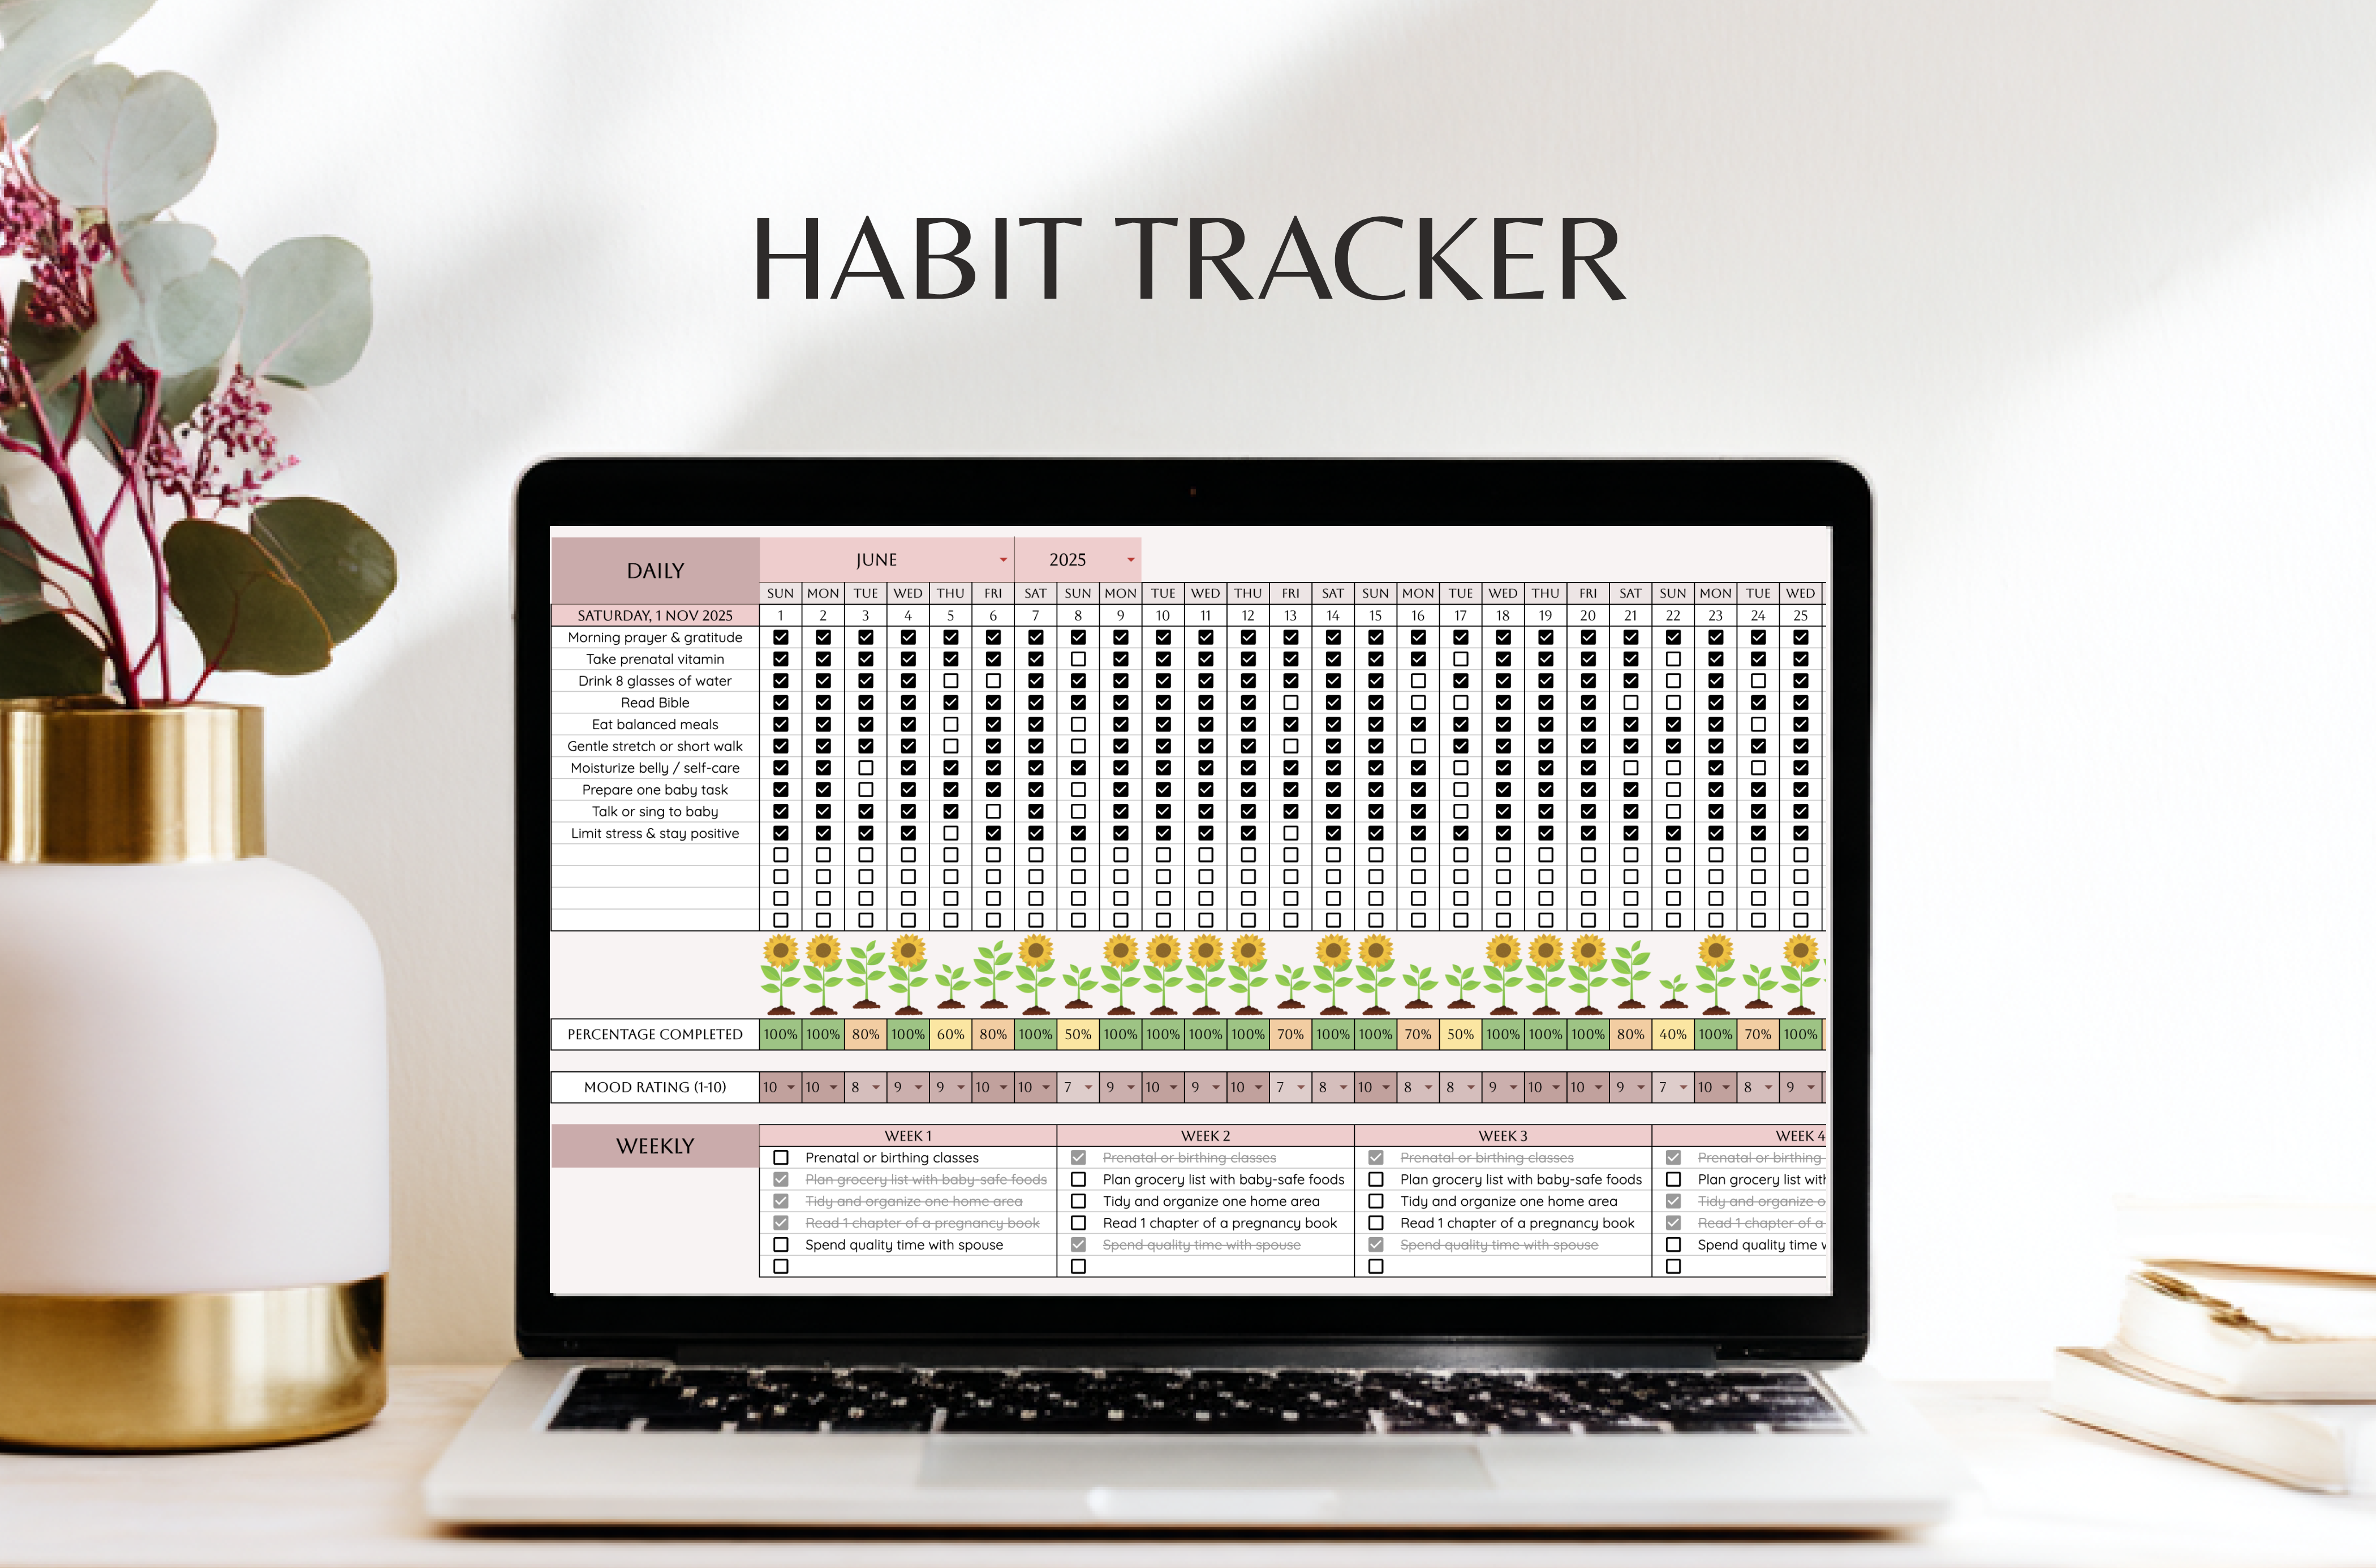 HABIT TRACKER
DAILY
JUNE 2025
SUN MON TUE WED THU FRI SAT SUN MON TUE WED THU FRI SAT SUN MON TUE WED THU FRI SAT SUN MON TUE WED
SATURDAY, 1 NOV 2025 1 2 3 4 5 6 7 8 9 10 11 12 13 14 15 16 17 18 19 20 21 22 23 24 25
Morning prayer & gratitude
Take prenatal vitamin
Drink 8 glasses of water
Read Bible
Eat balanced meals
Gentle stretch or short walk
Moisturize belly / self-care
Prepare one baby task
Talk or sing to baby
Limit stress & stay positive
PERCENTAGE COMPLETED 100% 100% 80% 100% 60% 80% 100% 50% 100% 100% 100% 100% 70% 100% 100% 70% 50% 100% 100% 100% 80% 40% 100% 70% 100%
MOOD RATING (1-10) 10 10 8 9 9 10 10 7 9 10 9 10 7 8 10 8 8 9 10 10 9 7 10 8 9
WEEKLY
WEEK 1 WEEK 2 WEEK 3 WEEK 4
Prenatal or birthing classes Prenatal or birthing classes Prenatal or birthing classes Prenatal or birthing
Plan grocery list with baby-safe foods Plan grocery list with baby-safe foods Plan grocery list with baby-safe foods Plan grocery list
Tidy and organize one home area Tidy and organize one home area Tidy and organize one home area Tidy and organize
Read 1 chapter of a pregnancy book Read 1 chapter of a pregnancy book Read 1 chapter of a pregnancy book Read 1 chapter of a
Spend quality time with spouse Spend quality time with spouse Spend quality time with spouse Spend quality time